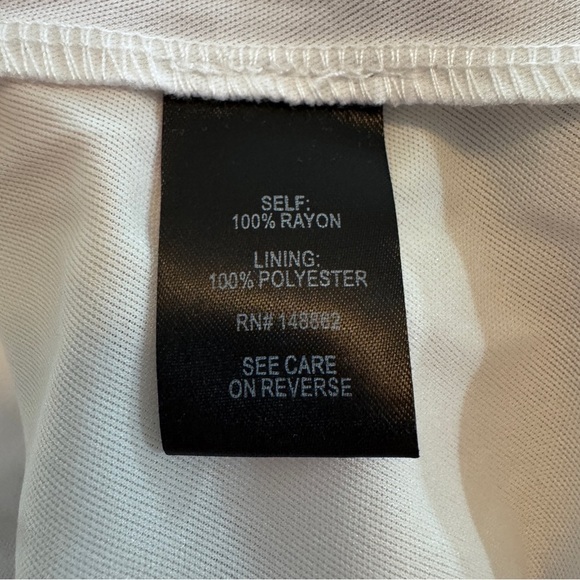 SELF:
100% RAYON
LINING:
100% POLYESTER
RN# 148862
SEE CARE
ON REVERSE